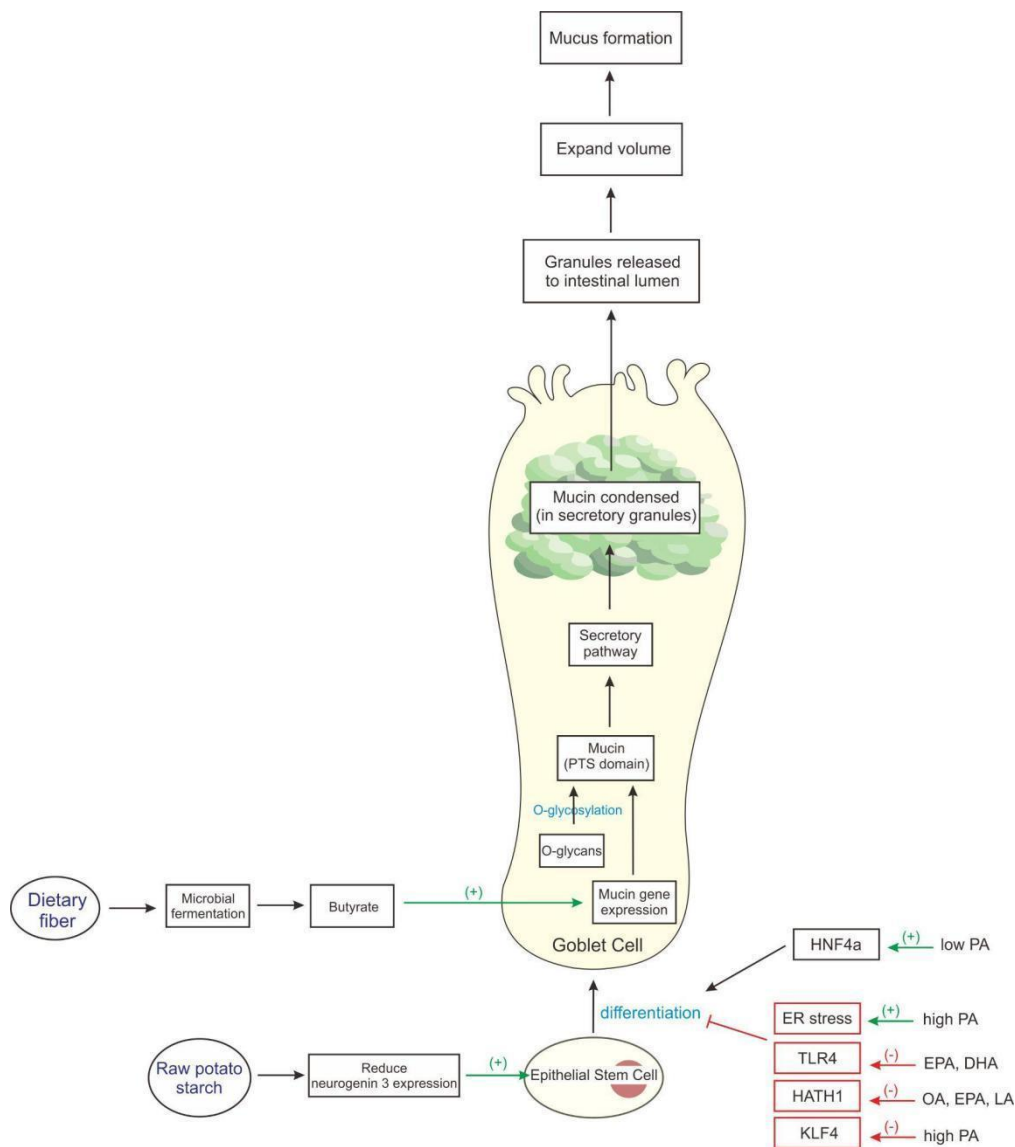 Mucus formation
Expand volume
Granules released
to intestinal lumen
Mucin condensed
(in secretory granules)
Secretory
pathway
Mucin
(PTS domain)
O-glycosylation
O-glycans
Mucin gene
expression
Dietary
fiber
Microbial
fermentation
Butyrate
(+)
Goblet Cell
HNF4a
(+)
low PA
differentiation
ER stress
(+)
high PA
TLR4
(-)
EPA, DHA
HATH1
(-)
OA, EPA, LA
KLF4
(-)
high PA
Raw potato
starch
Reduce
neurogenin 3 expression
(+)
Epithelial Stem Cell